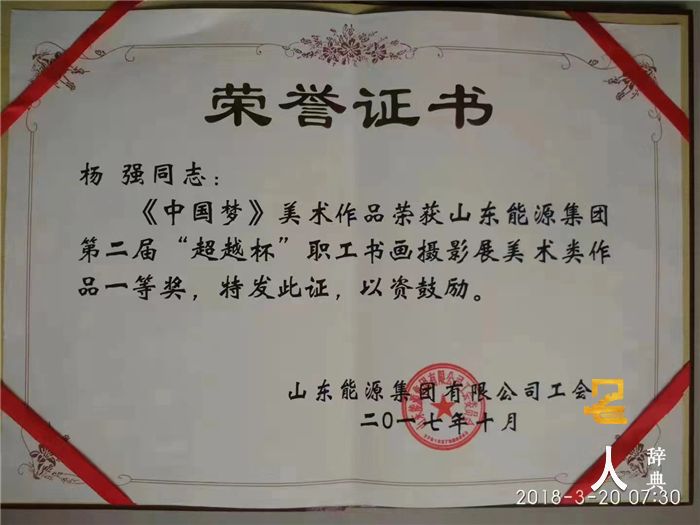 荣誉证书
杨 强同志：
《中国梦》美术作品荣获山东能源集团
第二届“超越杯”职工书画摄影展美术类作
品一等奖，特发此证，以资鼓励。
山东能源集团有限公司工会
二〇一七年十月
名
人
辞典
2018-3-20 07:30